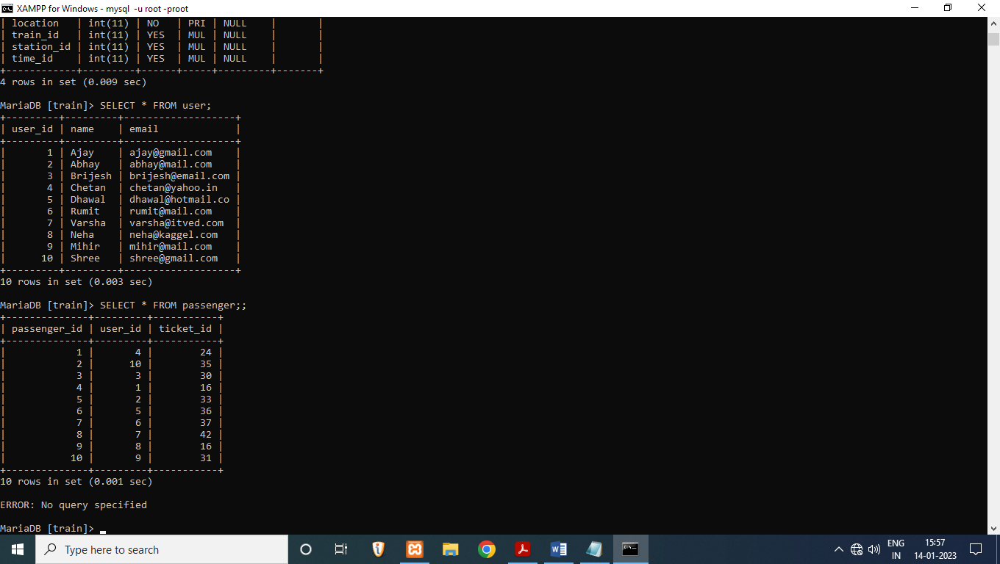 XAMPP for Windows - mysql  -u root -proot
| location   | int(11) | NO   | PRI | NULL    |       |
| train_id   | int(11) | YES  | MUL | NULL    |       |
| station_id | int(11) | YES  | MUL | NULL    |       |
| time_id    | int(11) | YES  | MUL | NULL    |       |
+------------+---------+------+-----+---------+-------+
4 rows in set (0.009 sec)
MariaDB [train]> SELECT * FROM user;
+---------+---------+-------------------+
| user_id | name    | email             |
+---------+---------+-------------------+
|       1 | Ajay    | ajay@gmail.com    |
|       2 | Abhay   | abhay@mail.com    |
|       3 | Brijesh | brijesh@email.com |
|       4 | Chetan  | chetan@yahoo.in   |
|       5 | Dhawal  | dhawal@hotmail.co |
|       6 | Rumit   | rumit@mail.com    |
|       7 | Varsha  | varsha@itved.com  |
|       8 | Neha    | neha@kaggel.com   |
|       9 | Mihir   | mihir@mail.com    |
|      10 | Shree   | shree@gmail.com   |
+---------+---------+-------------------+
10 rows in set (0.003 sec)
MariaDB [train]> SELECT * FROM passenger;;
+--------------+---------+-----------+
| passenger_id | user_id | ticket_id |
+--------------+---------+-----------+
|            1 |       4 |        24 |
|            2 |      10 |        35 |
|            3 |       3 |        30 |
|            4 |       1 |        16 |
|            5 |       2 |        33 |
|            6 |       5 |        36 |
|            7 |       6 |        37 |
|            8 |       7 |        42 |
|            9 |       8 |        16 |
|           10 |       9 |        31 |
+--------------+---------+-----------+
10 rows in set (0.001 sec)
ERROR: No query specified
MariaDB [train]> _
Type here to search
ENG
IN
15:57
14-01-2023